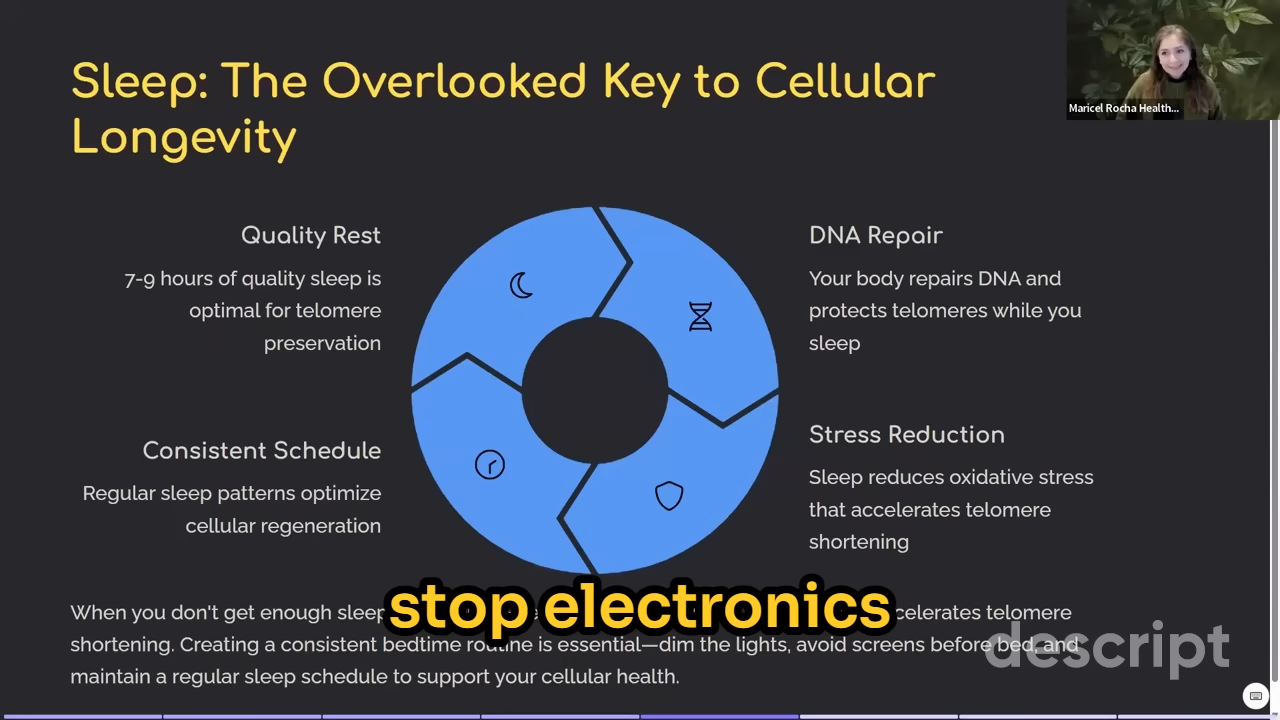 Sleep: The Overlooked Key to Cellular
Longevity
Maricel Rocha Health...
Quality Rest
7-9 hours of quality sleep is
optimal for telomere
preservation
DNA Repair
Your body repairs DNA and
protects telomeres while you
sleep
Consistent Schedule
Regular sleep patterns optimize
cellular regeneration
Stress Reduction
Sleep reduces oxidative stress
that accelerates telomere
shortening
When you don't get enough sleep celerates telomere
stop electronics
shortening. Creating a consistent bedtime routine is essential—dim the lights, avoid screens before bed, and
maintain a regular sleep schedule to support your cellular health.
descript